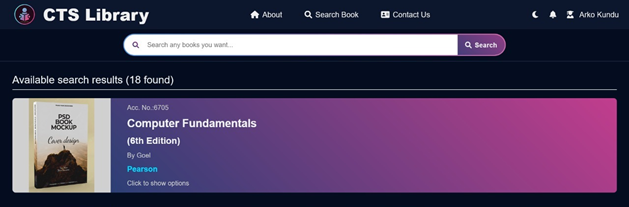 CTS Library
About
Search Book
Contact Us
Arko Kundu
Search any books you want...
Search
Available search results (18 found)
PSD
BOOK
MOCKUP
Cover design
Acc. No.:6705
Computer Fundamentals
(6th Edition)
By Goel
Pearson
Click to show options